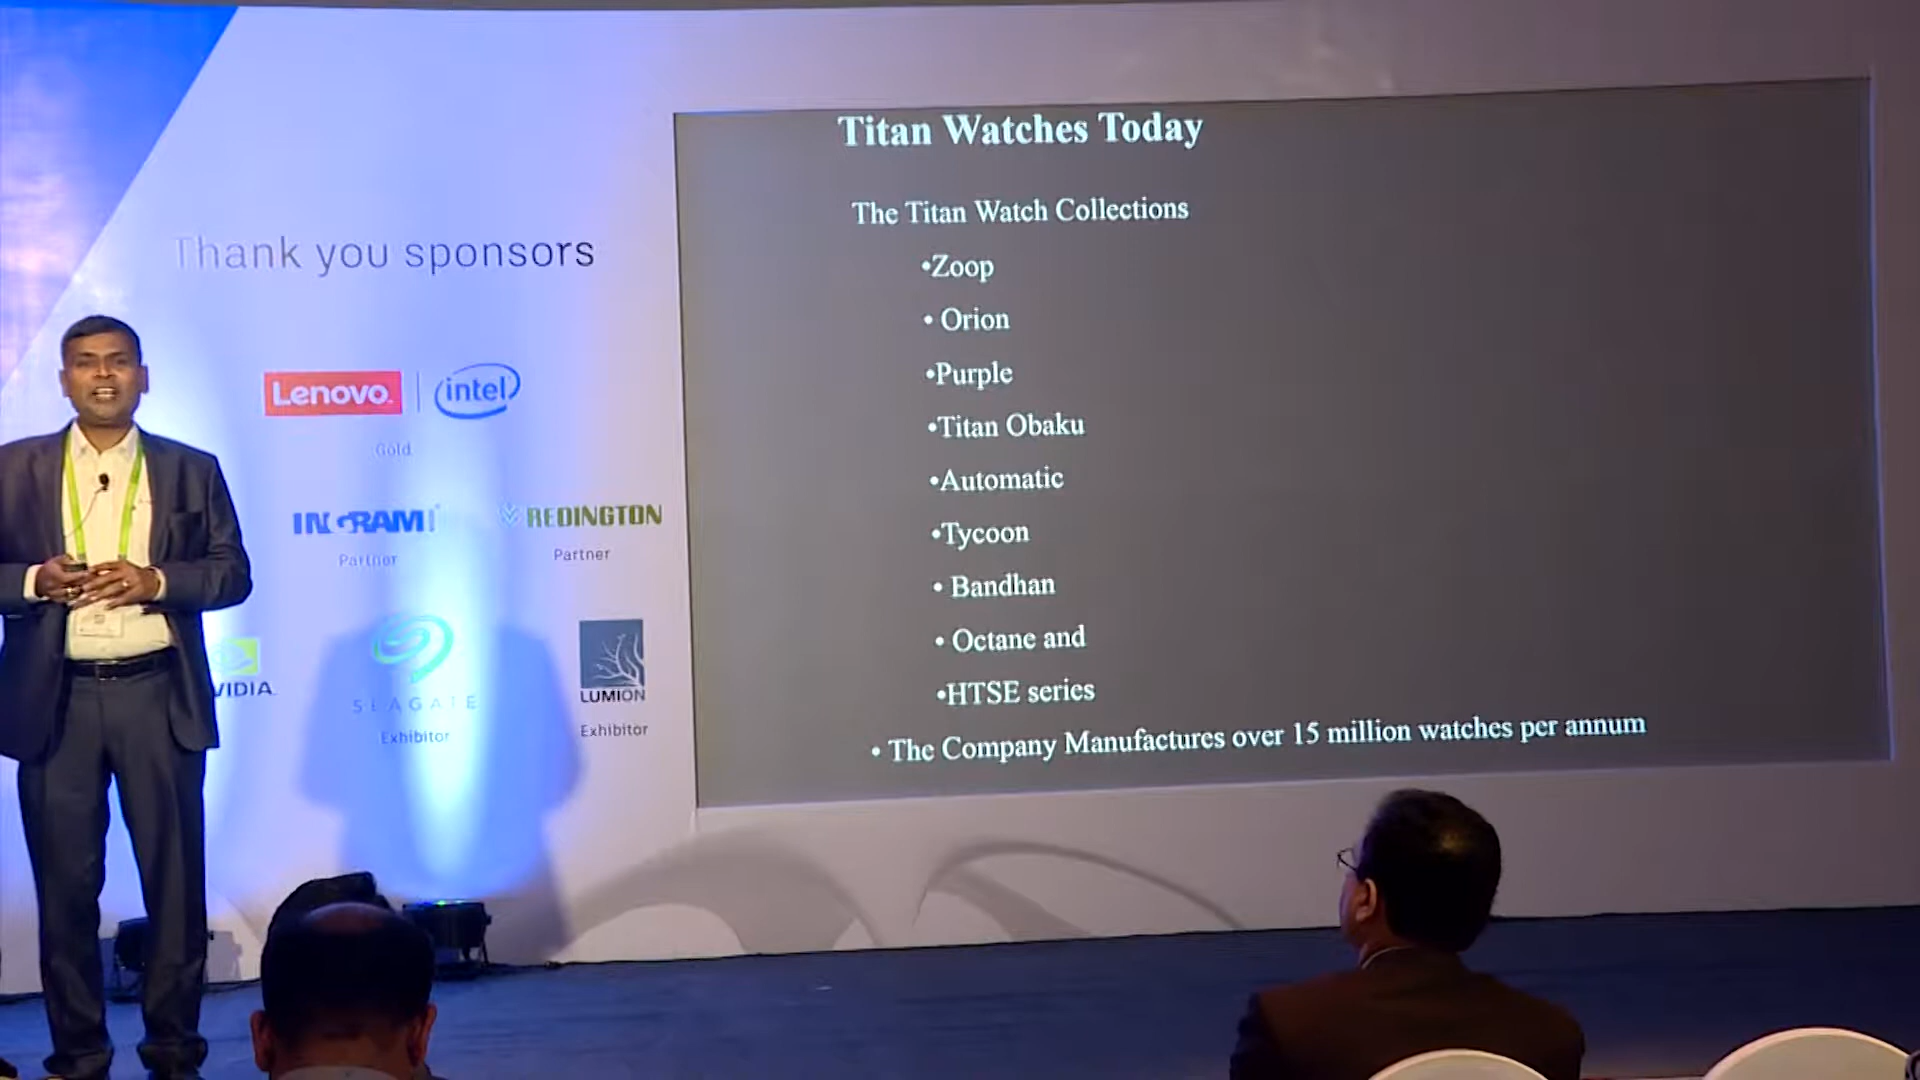 Thank you sponsors
Lenovo.
intel
Gold
INGRAM
REDINGTON
Partner
Partner
SEAGATE
LUMION
Exhibitor
Exhibitor
Titan Watches Today
The Titan Watch Collections
•Zoop
• Orion
•Purple
•Titan Obaku
•Automatic
•Tycoon
• Bandhan
• Octane and
•HTSE series
• The Company Manufactures over 15 million watches per annum